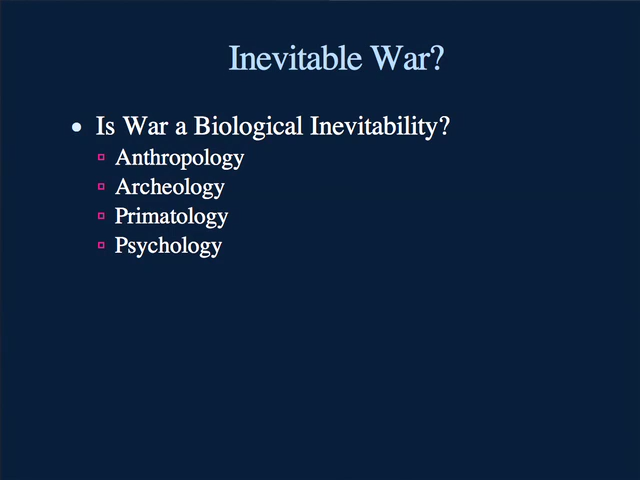 Inevitable War?
Is War a Biological Inevitability?
Anthropology
Archeology
Primatology
Psychology